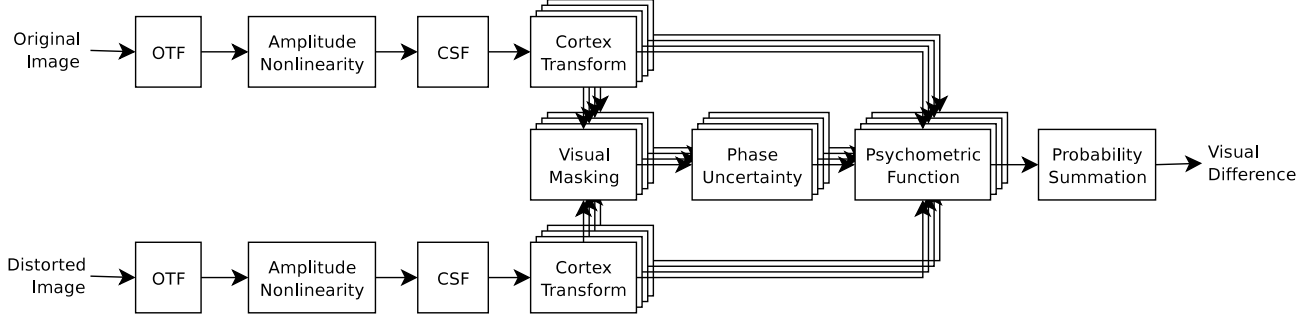 Original
Image
OTF
Amplitude
Nonlinearity
CSF
Cortex
Transform
Visual
Masking
Phase
Uncertainty
Psychometric
Function
Probability
Summation
Visual
Difference
Distorted
Image
OTF
Amplitude
Nonlinearity
CSF
Cortex
Transform